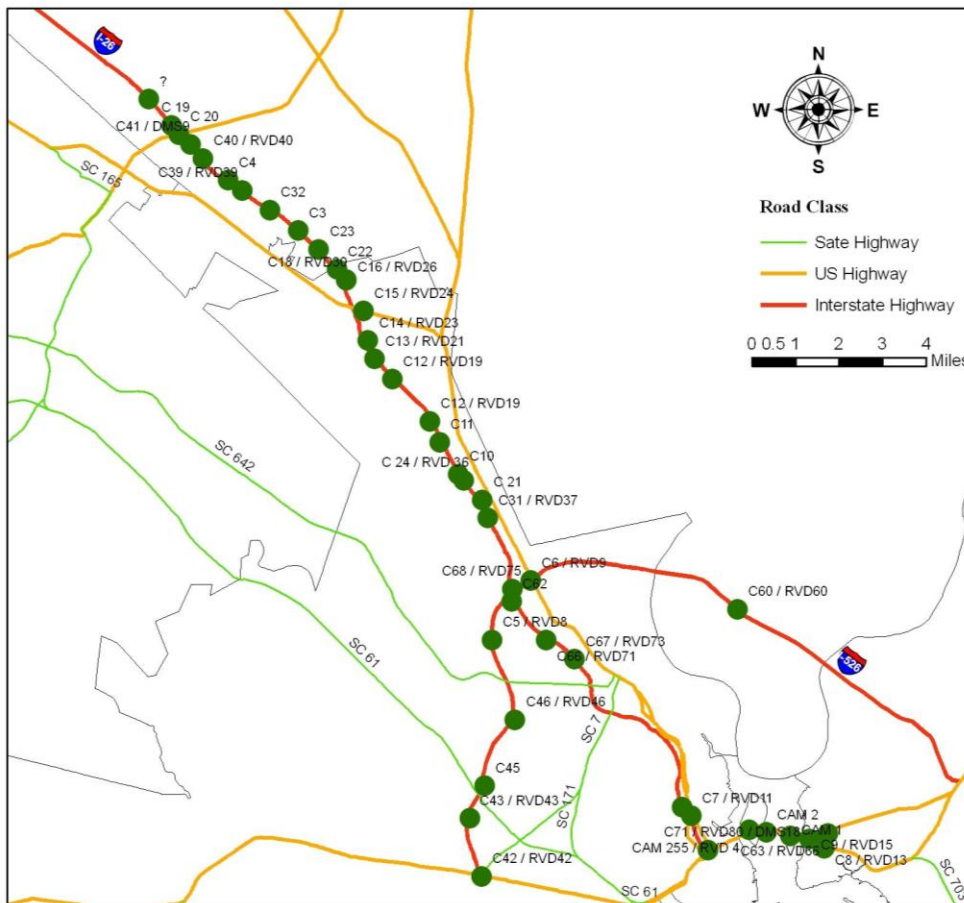 I-26
?
C 19
C 20
C41 / DMS9
C40 / RVD40
C39 / RVD39
C4
SC 165
C32
C3
C23
C22
C18 / RVD30
C16 / RVD26
C15 / RVD24
C14 / RVD23
C13 / RVD21
C12 / RVD19
C12 / RVD19
C11
C 24 / RVD 36
C10
C 21
C31 / RVD37
SC 642
C6 / RVD9
C68 / RVD75
C62
C60 / RVD60
C5 / RVD8
C67 / RVD73
C66 / RVD71
I-526
SC 61
C46 / RVD46
SC 7
C45
C43 / RVD43
SC 171
C7 / RVD11
CAM 2
C71 / RVD80 / DMS18
CAM 1
CAM 255 / RVD 4
C63 / RVD66
C9 / RVD15
C8 / RVD13
C42 / RVD42
SC 61
SC 703
N
W
E
S
Road Class
Sate Highway
US Highway
Interstate Highway
0 0.5 1 2 3 4
Miles